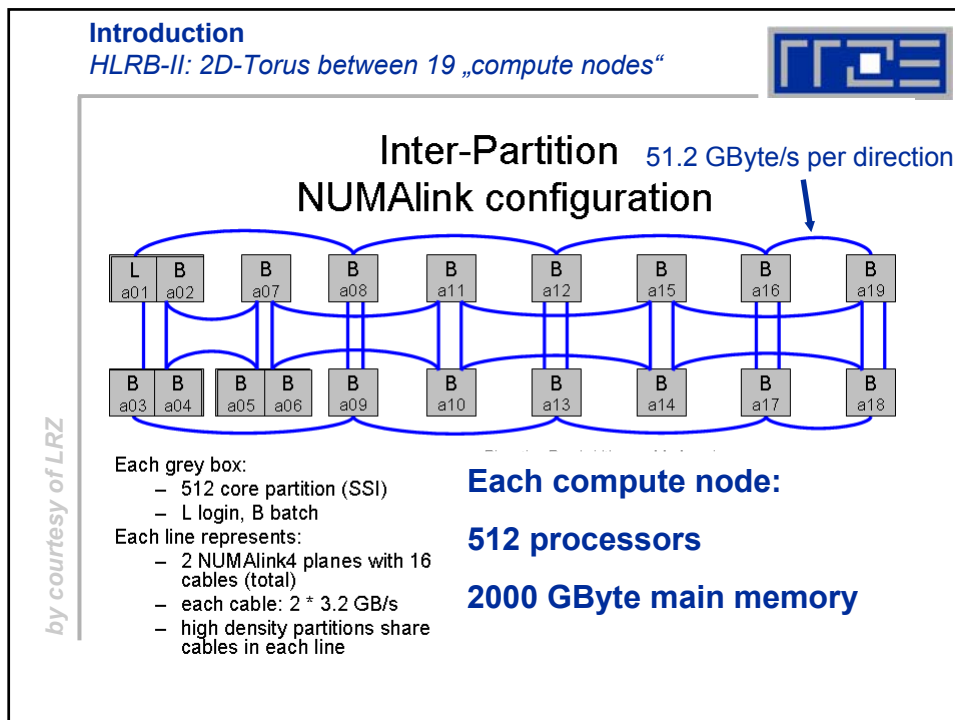 Introduction
HLRB-II: 2D-Torus between 19 „compute nodes“
Inter-Partition
NUMAlink configuration
51.2 GByte/s per direction
L B B B B B B B B
a01 a02 a07 a08 a11 a12 a15 a16 a19
B B B B B B B B B B
a03 a04 a05 a06 a09 a10 a13 a14 a17 a18
Each grey box:
– 512 core partition (SSI)
– L login, B batch
Each line represents:
– 2 NUMAlink4 planes with 16
cables (total)
– each cable: 2 * 3.2 GB/s
– high density partitions share
cables in each line
Each compute node:
512 processors
2000 GByte main memory
by courtesy of LRZ